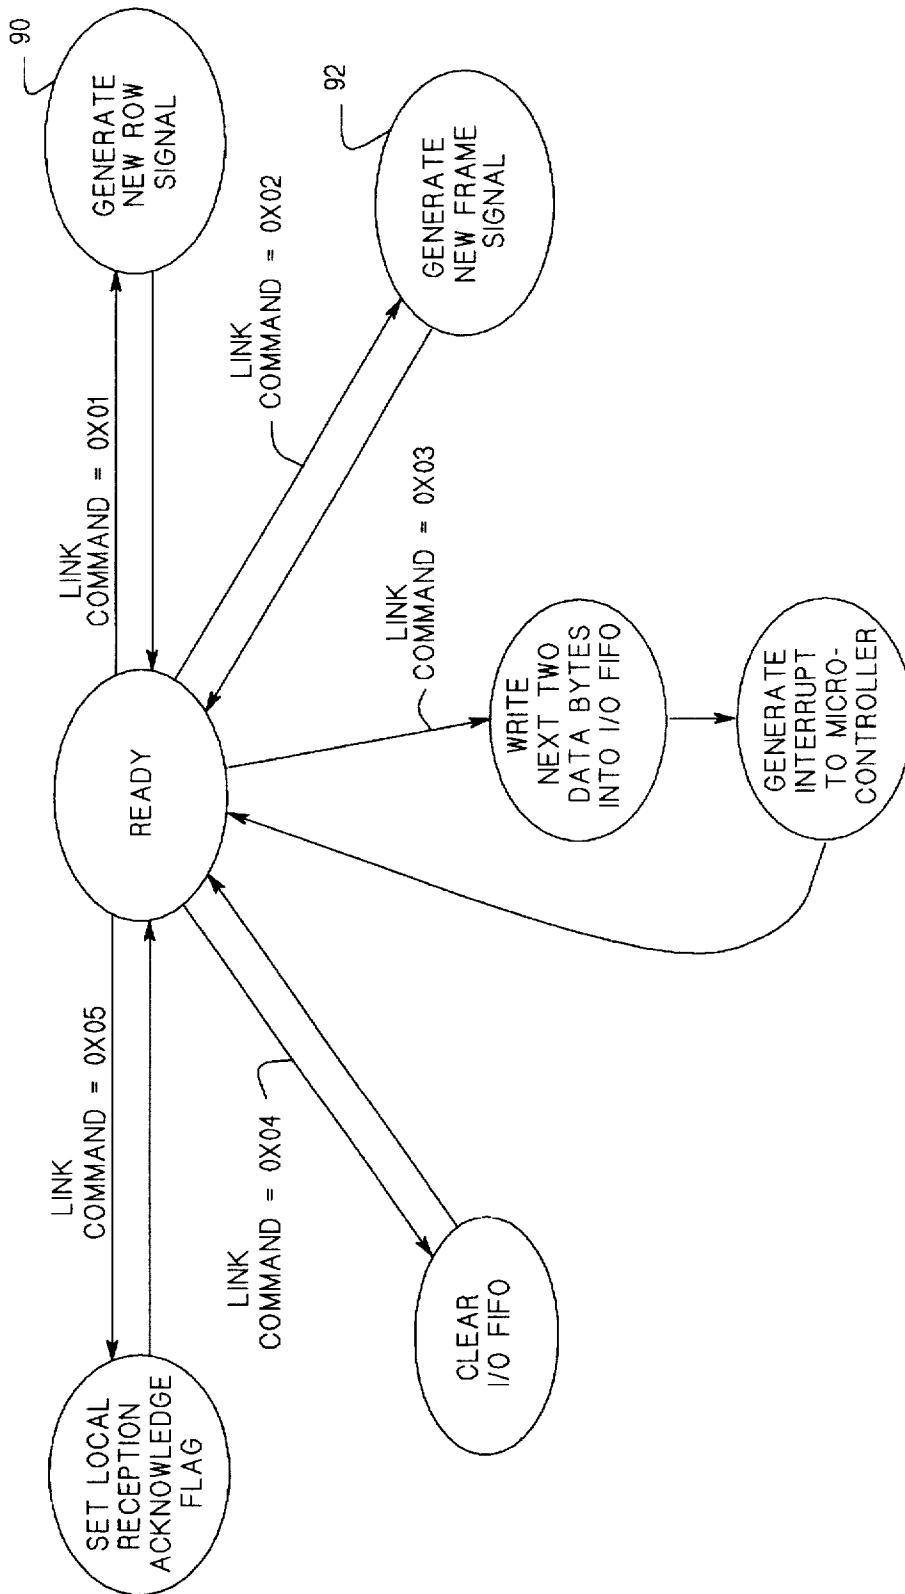 SET LOCAL
RECEPTION
ACKNOWLEDGE
FLAG
LINK
COMMAND = 0X05
READY
LINK
COMMAND = 0X01
GENERATE
NEW ROW
SIGNAL
90
LINK
COMMAND = 0X04
CLEAR
I/O FIFO
LINK
COMMAND = 0X02
GENERATE
NEW FRAME
SIGNAL
92
LINK
COMMAND = 0X03
WRITE
NEXT TWO
DATA BYTES
INTO I/O FIFO
GENERATE
INTERRUPT
TO MICRO-
CONTROLLER